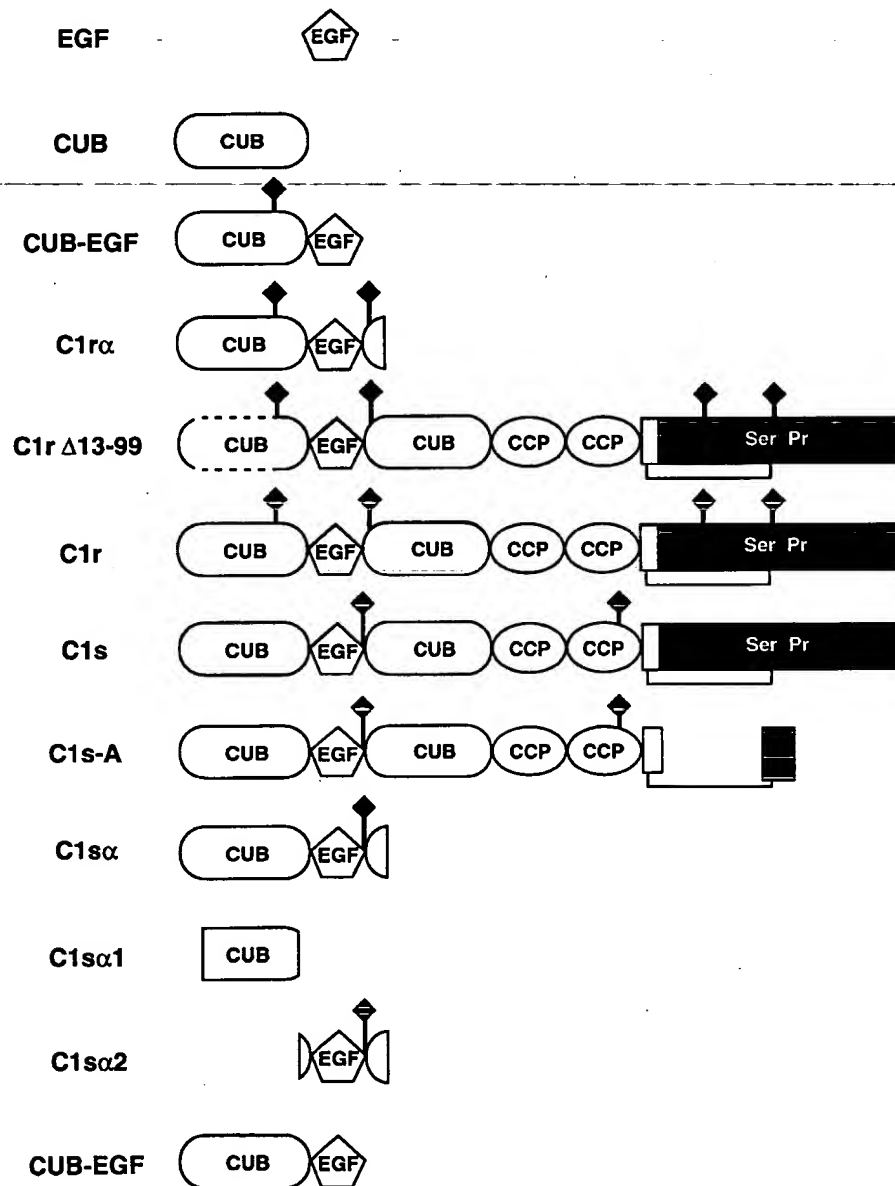 EGF EGF
CUB CUB
CUB-EGF CUB EGF
C1rα CUB EGF
C1r Δ13-99 CUB EGF CUB CCP CCP Ser Pr
C1r CUB EGF CUB CCP CCP Ser Pr
C1s CUB EGF CUB CCP CCP Ser Pr
C1s-A CUB EGF CUB CCP CCP
C1sα CUB EGF
C1sα1 CUB
C1sα2 EGF
CUB-EGF CUB EGF